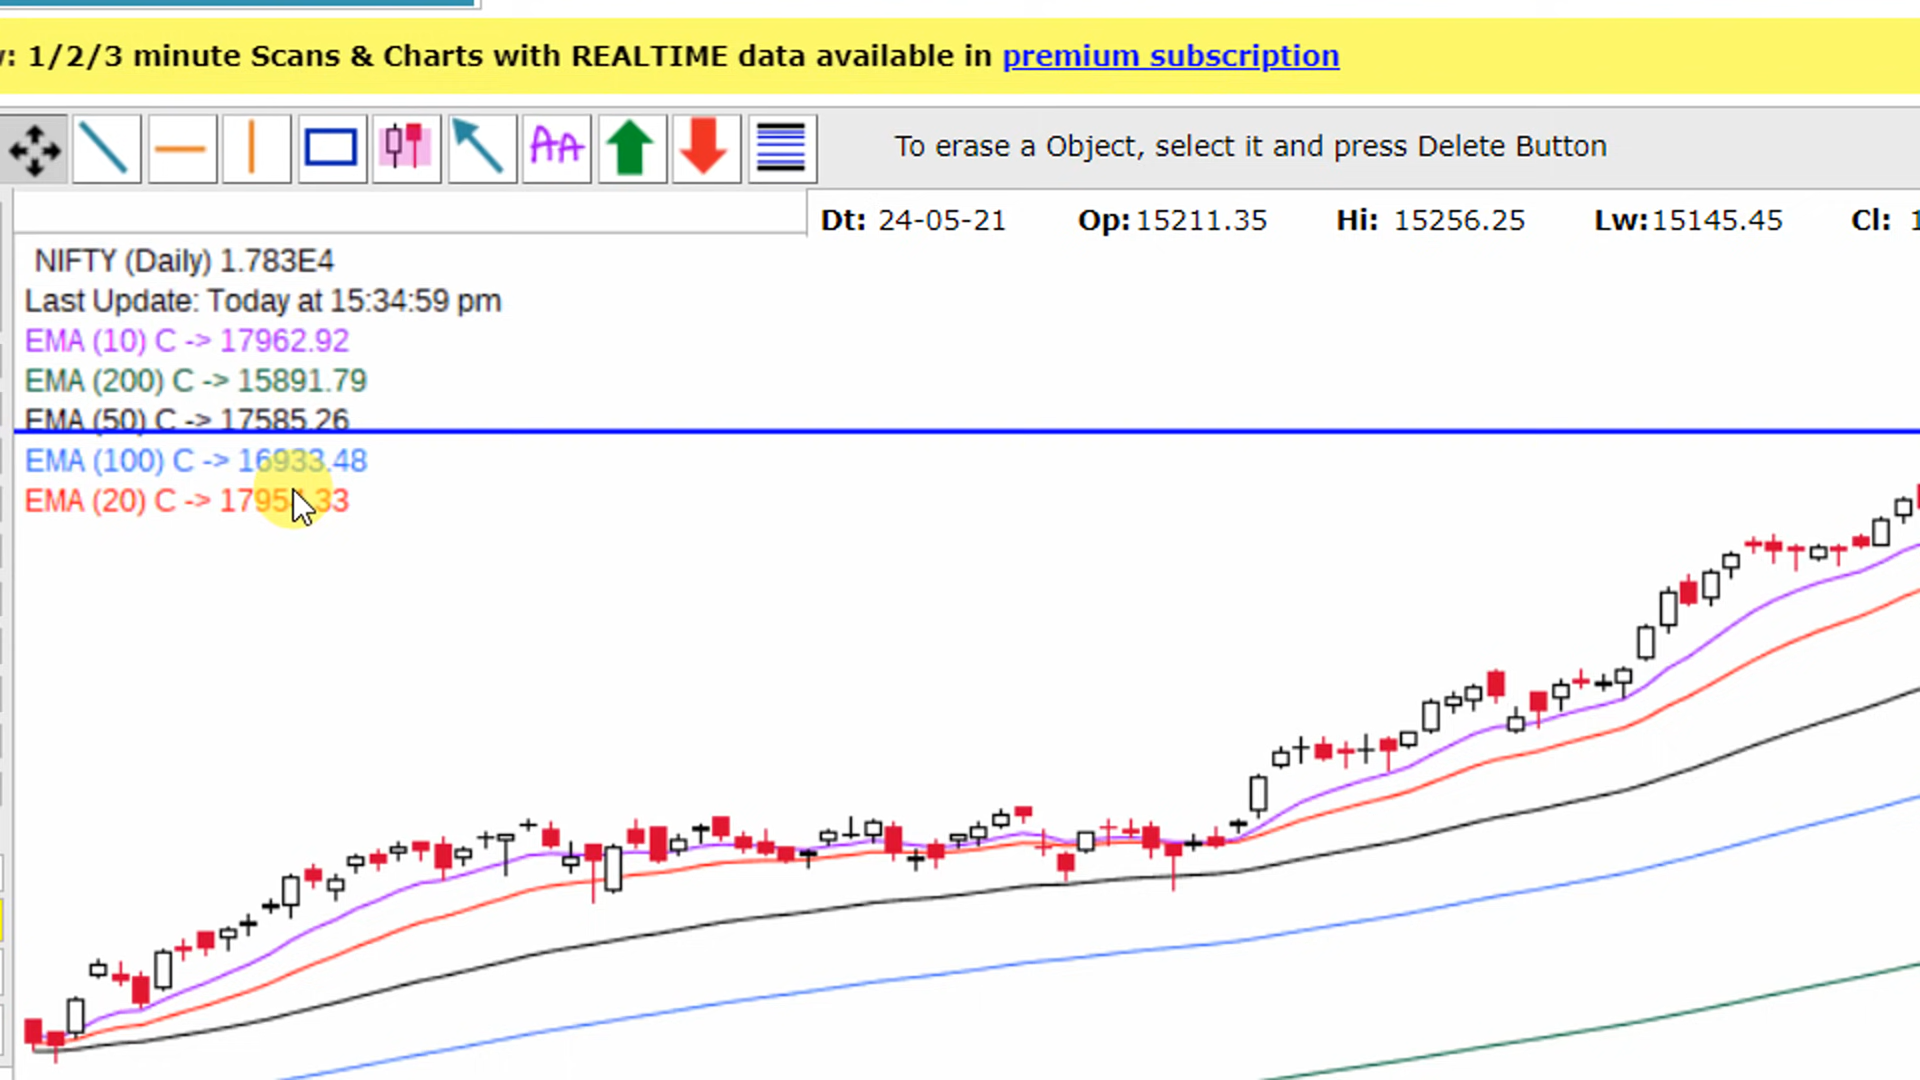 : 1/2/3 minute Scans & Charts with REALTIME data available in premium subscription
AA
To erase a Object, select it and press Delete Button
Dt: 24-05-21 Op: 15211.35 Hi: 15256.25 Lw: 15145.45 Cl: 1
NIFTY (Daily) 1.783E4
Last Update: Today at 15:34:59 pm
EMA (10) C -> 17962.92
EMA (200) C -> 15891.79
EMA (50) C -> 17585.26
EMA (100) C -> 16933.48
EMA (20) C ->